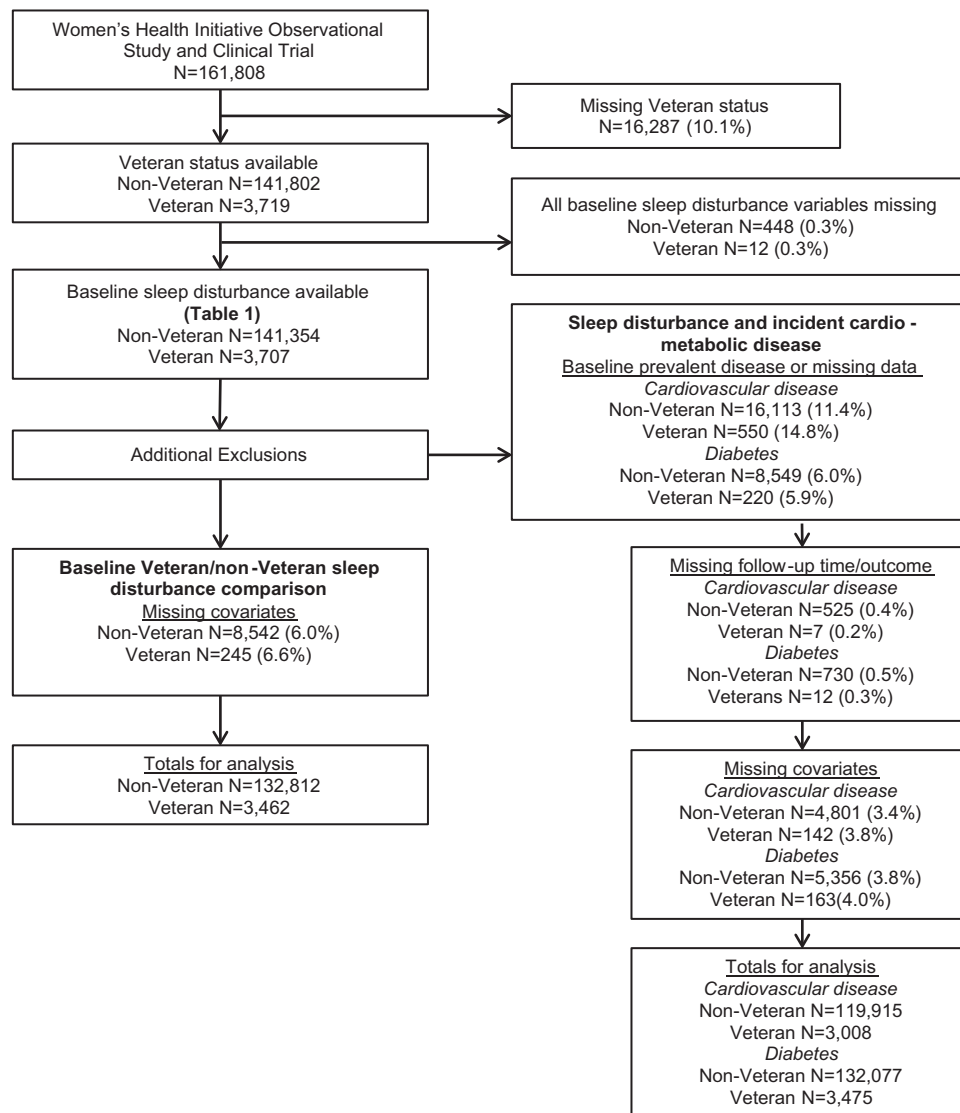 Women's Health Initiative Observational
Study and Clinical Trial
N=161,808
Missing Veteran status
N=16,287 (10.1%)
Veteran status available
Non-Veteran N=141,802
Veteran N=3,719
All baseline sleep disturbance variables missing
Non-Veteran N=448 (0.3%)
Veteran N=12 (0.3%)
Baseline sleep disturbance available
(Table 1)
Non-Veteran N=141,354
Veteran N=3,707
Additional Exclusions
Sleep disturbance and incident cardio -
metabolic disease
Baseline prevalent disease or missing data
Cardiovascular disease
Non-Veteran N=16,113 (11.4%)
Veteran N=550 (14.8%)
Diabetes
Non-Veteran N=8,549 (6.0%)
Veteran N=220 (5.9%)
Baseline Veteran/non -Veteran sleep
disturbance comparison
Missing covariates
Non-Veteran N=8,542 (6.0%)
Veteran N=245 (6.6%)
Totals for analysis
Non-Veteran N=132,812
Veteran N=3,462
Missing follow-up time/outcome
Cardiovascular disease
Non-Veteran N=525 (0.4%)
Veteran N=7 (0.2%)
Diabetes
Non-Veteran N=730 (0.5%)
Veterans N=12 (0.3%)
Missing covariates
Cardiovascular disease
Non-Veteran N=4,801 (3.4%)
Veteran N=142 (3.8%)
Diabetes
Non-Veteran N=5,356 (3.8%)
Veteran N=163(4.0%)
Totals for analysis
Cardiovascular disease
Non-Veteran N=119,915
Veteran N=3,008
Diabetes
Non-Veteran N=132,077
Veteran N=3,475